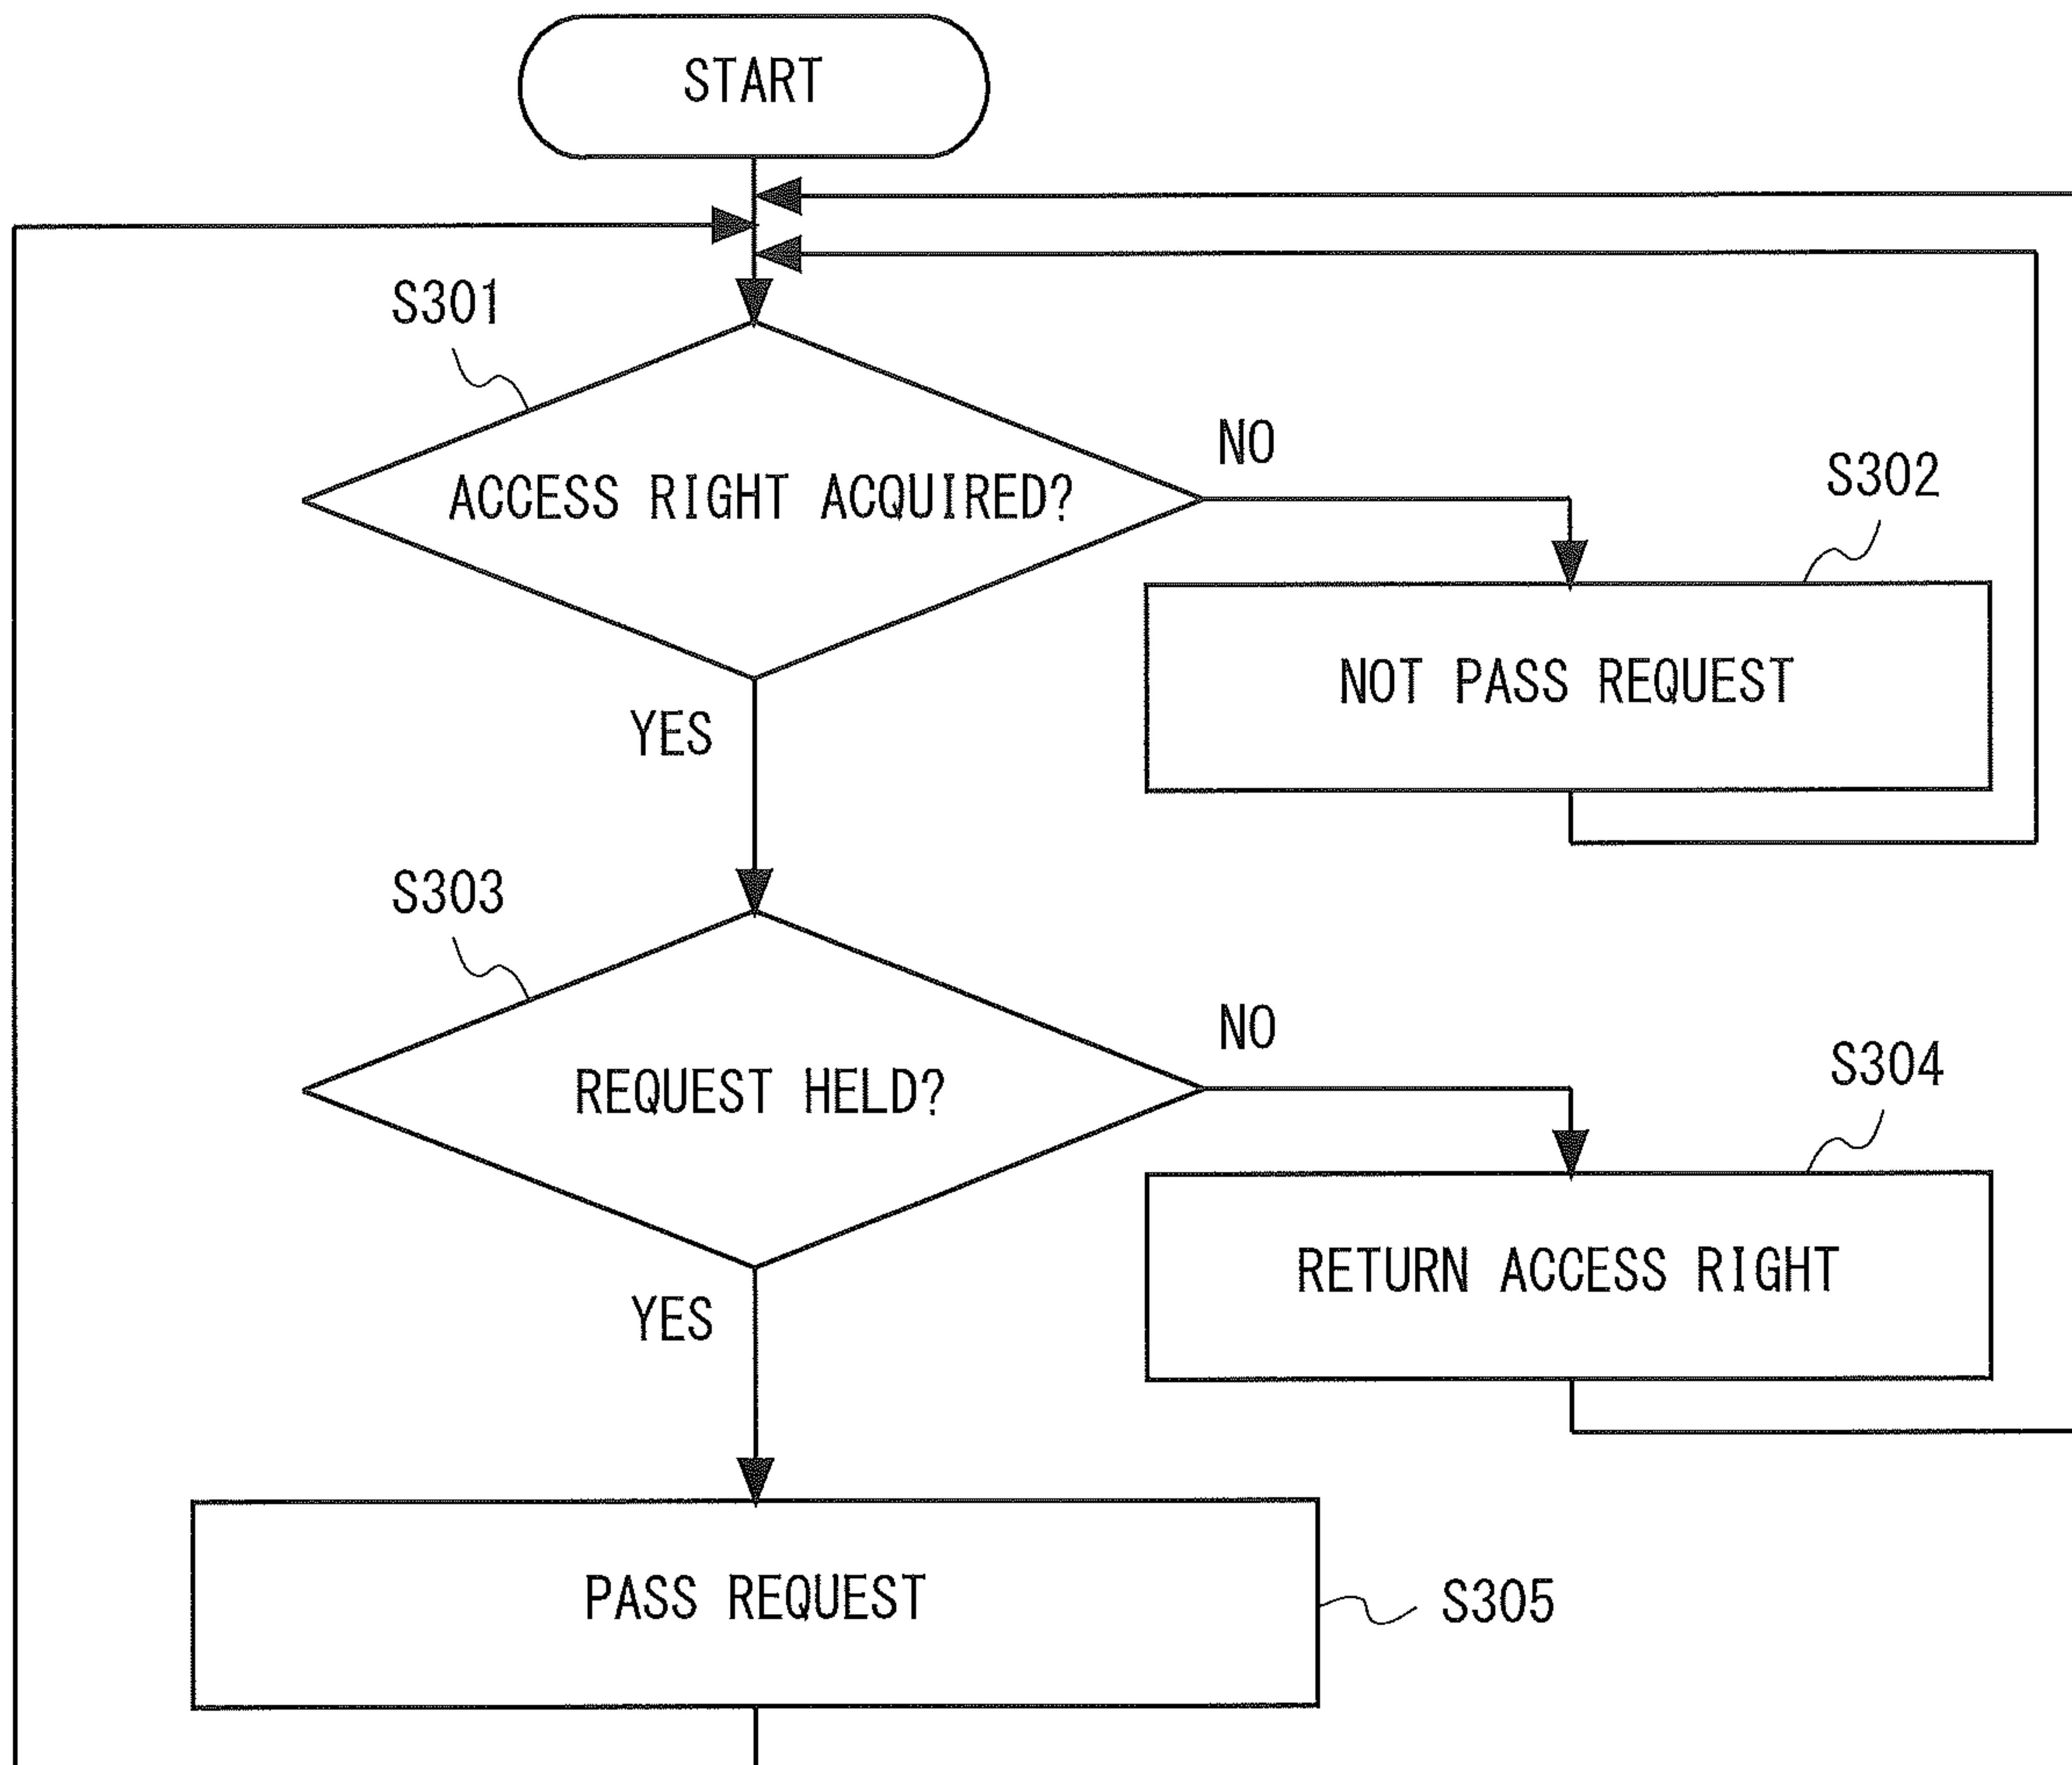 START
S301
ACCESS RIGHT ACQUIRED?
NO
S302
NOT PASS REQUEST
YES
S303
REQUEST HELD?
NO
S304
RETURN ACCESS RIGHT
YES
PASS REQUEST
S305